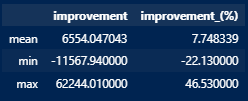 improvement improvement_(%)
mean 6554.047043 7.748339
min -11567.940000 -22.130000
max 62244.010000 46.530000